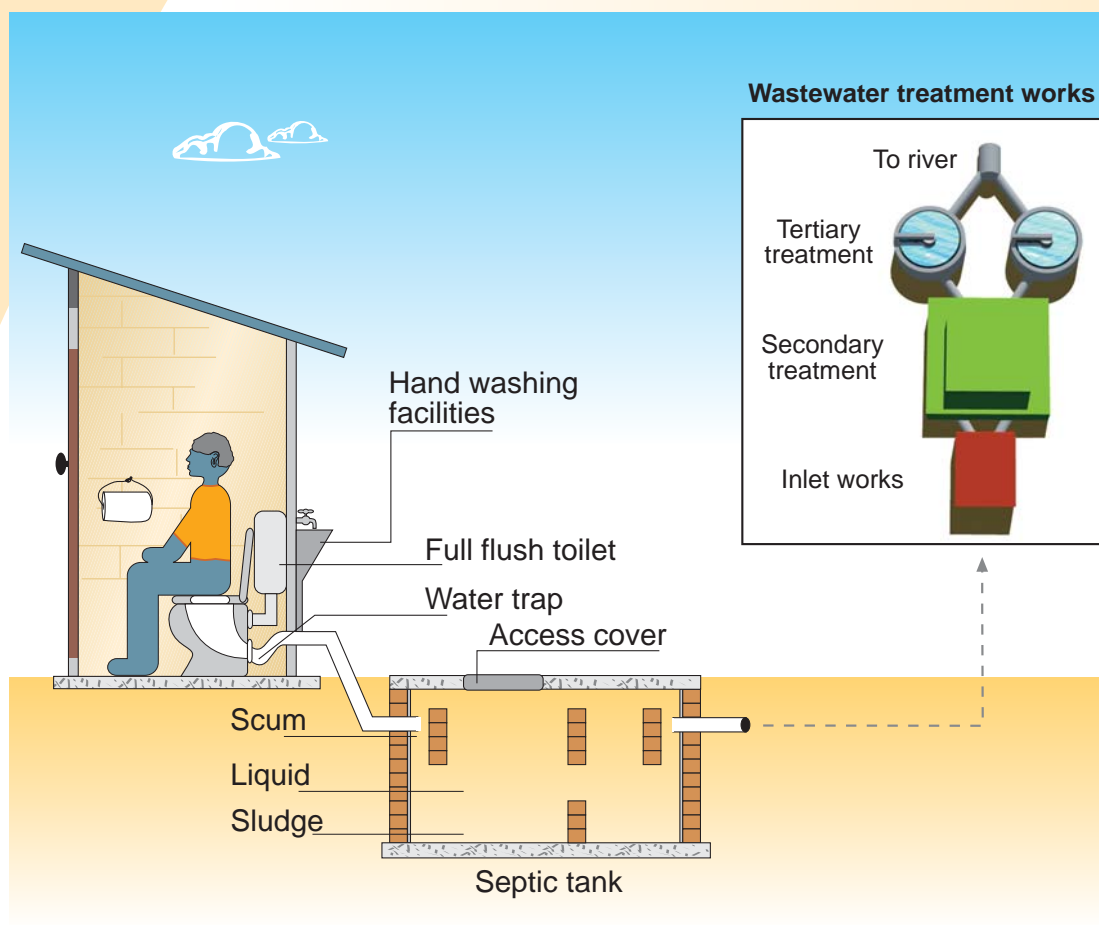 Wastewater treatment works
To river
Tertiary
treatment
Secondary
treatment
Inlet works
Hand washing
facilities
Full flush toilet
Water trap
Access cover
Scum
Liquid
Sludge
Septic tank